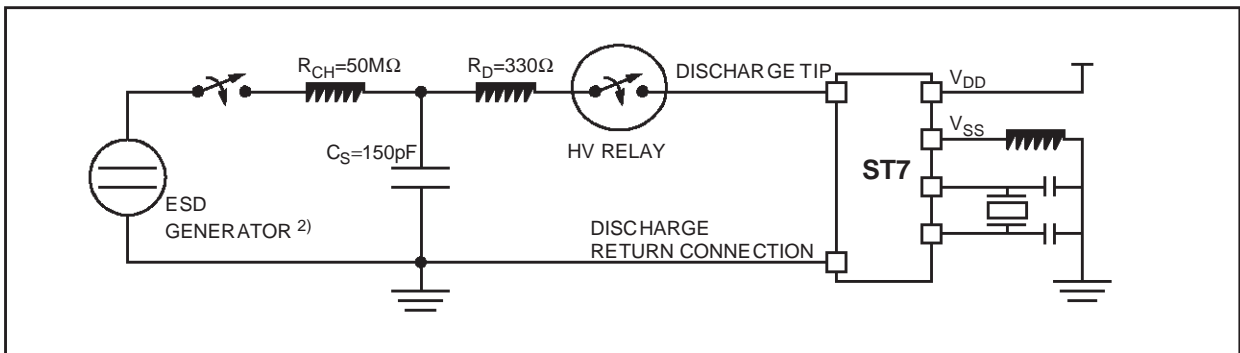 R_CH=50MΩ
R_D=330Ω
DISCHARGE TIP
V_DD
V_SS
C_S=150pF
HV RELAY
ST7
ESD
GENERATOR 2)
DISCHARGE
RETURN CONNECTION